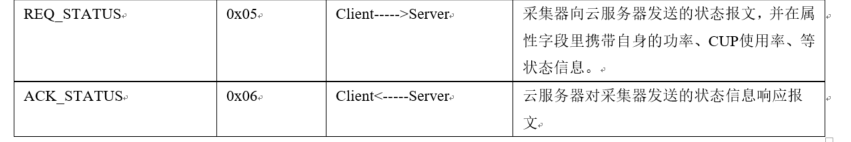 REQ_STATUS 0x05 Client----->Server 采集器向云服务器发送的状态报文，并在属
性字段里携带自身的功率、CUP使用率、等
状态信息。
ACK_STATUS 0x06 Client<-----Server 云服务器对采集器发送的状态信息响应报
文